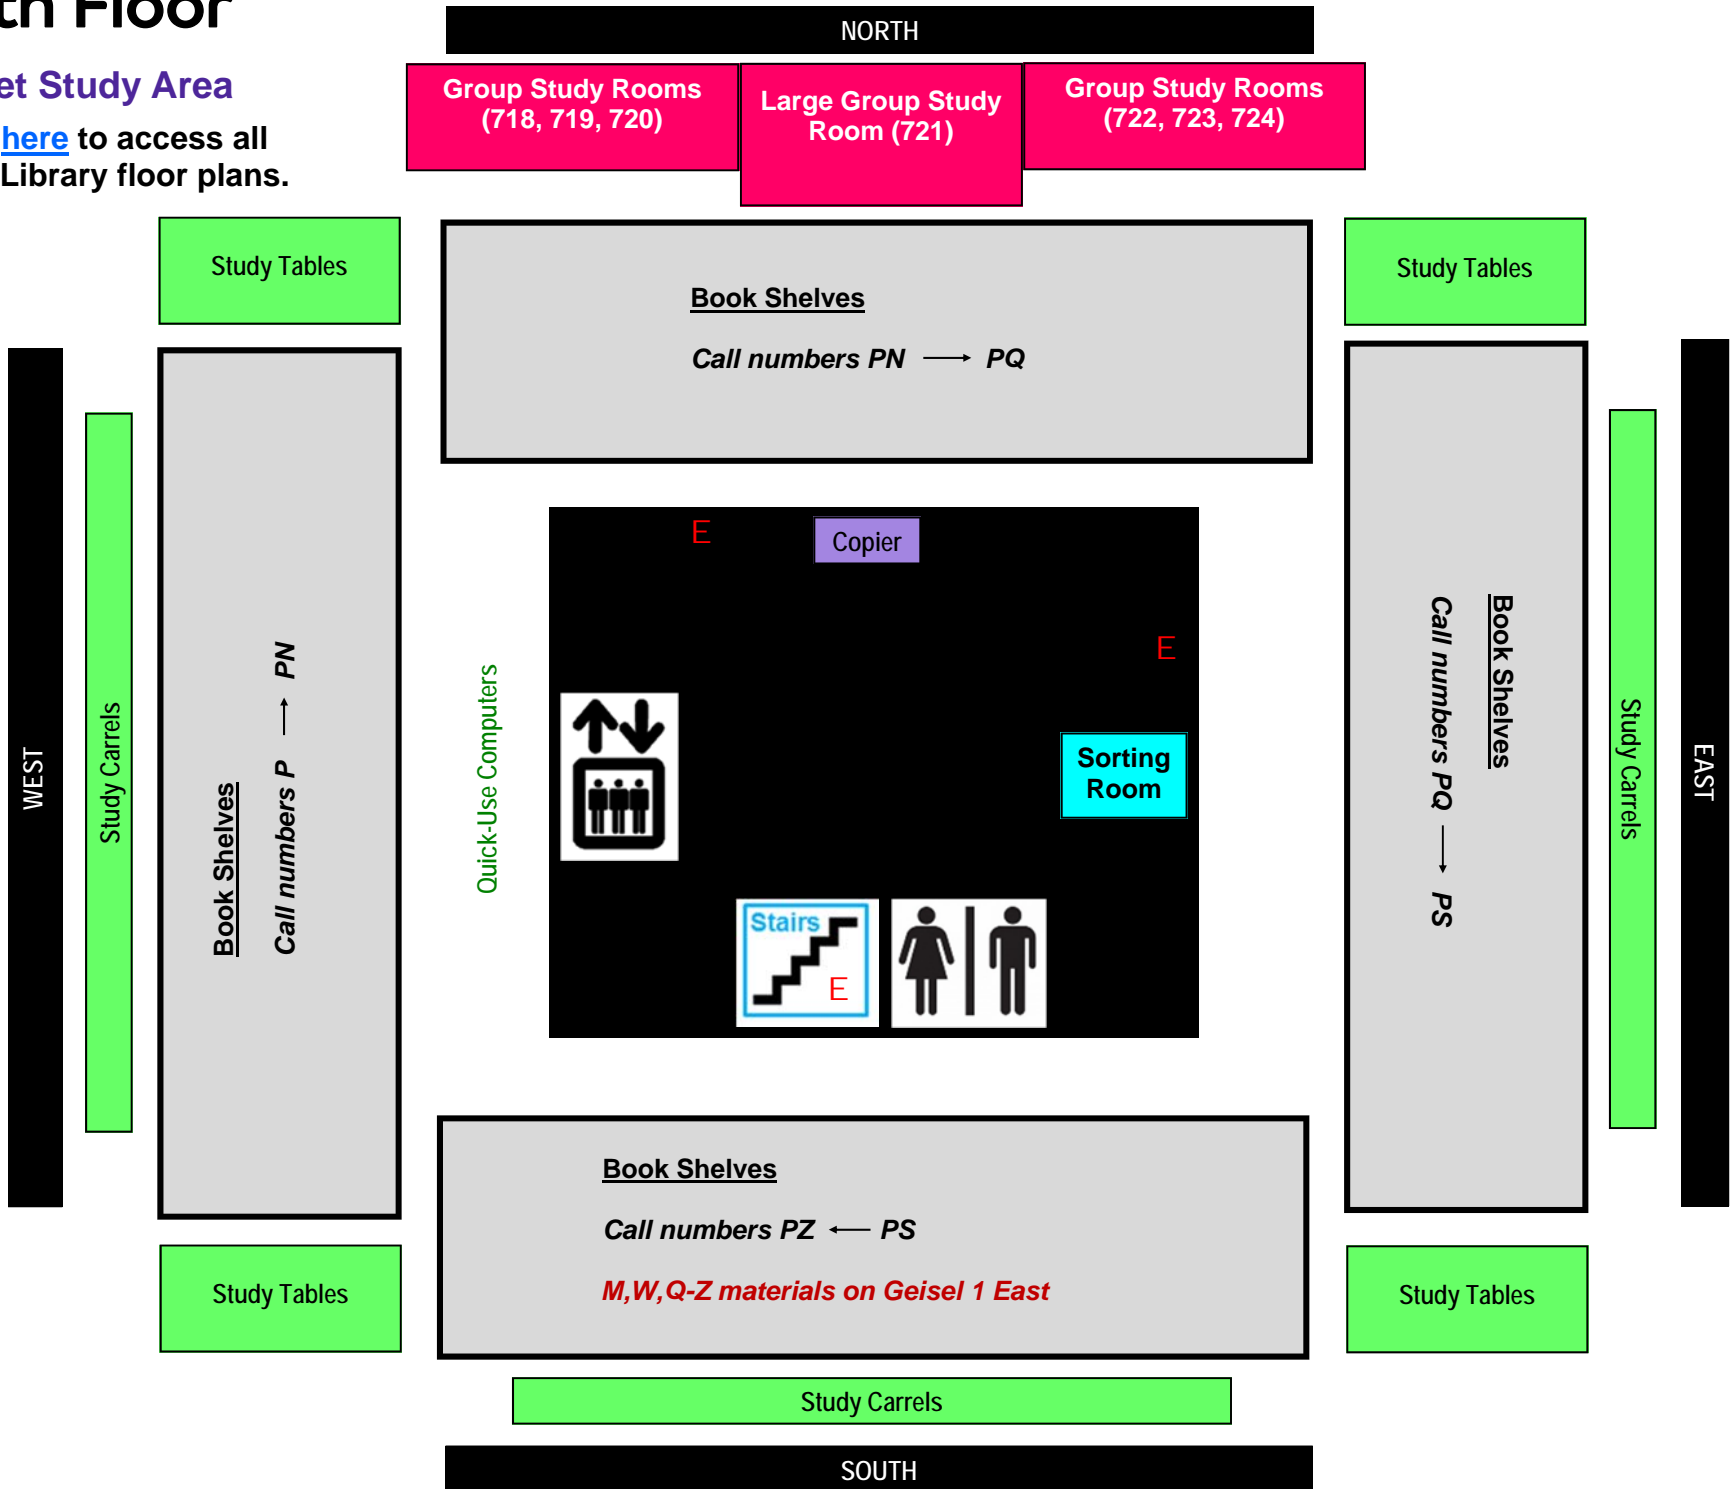 Floor
Study Area
here to access all
Library floor plans.
NORTH
Group Study Rooms
(718, 719, 720)
Large Group Study
Room (721)
Group Study Rooms
(722, 723, 724)
Study Tables
Book Shelves
Call numbers PN → PQ
Study Tables
WEST
Study Carrels
Book Shelves
Call numbers P → PN
Quick-Use Computers
E
Copier
E
Sorting
Room
Stairs
E
Book Shelves
Call numbers PQ → PS
Study Carrels
EAST
Book Shelves
Call numbers PZ ← PS
M,W,Q-Z materials on Geisel 1 East
Study Tables
Study Tables
Study Carrels
SOUTH